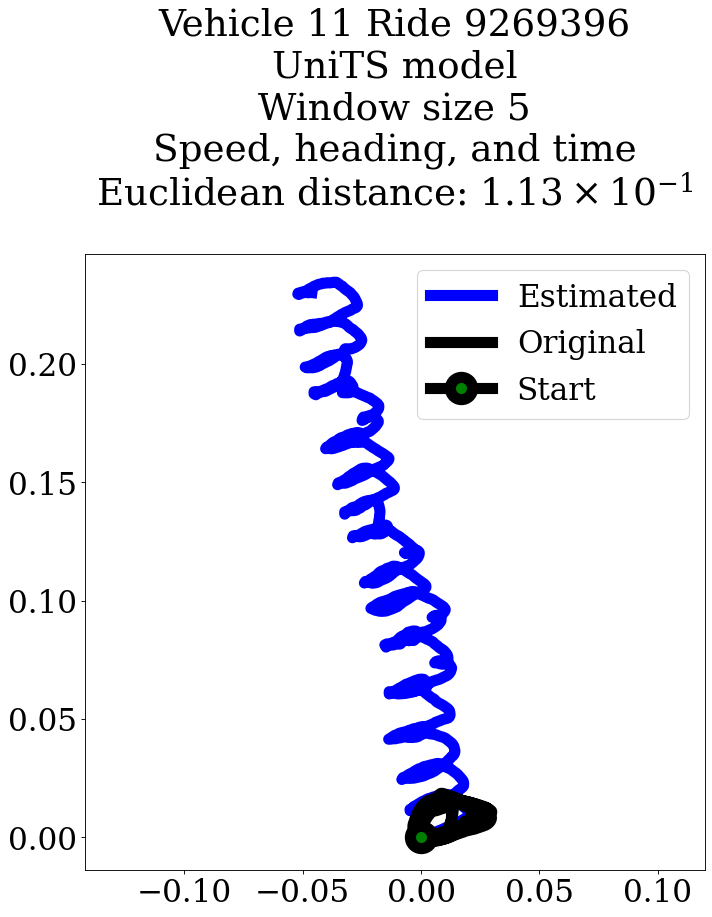 Vehicle 11 Ride 9269396
UniTS model
Window size 5
Speed, heading, and time
Euclidean distance: 1.13 × 10⁻¹
Estimated
Original
Start
0.20
0.15
0.10
0.05
0.00
−0.10 −0.05 0.00 0.05 0.10